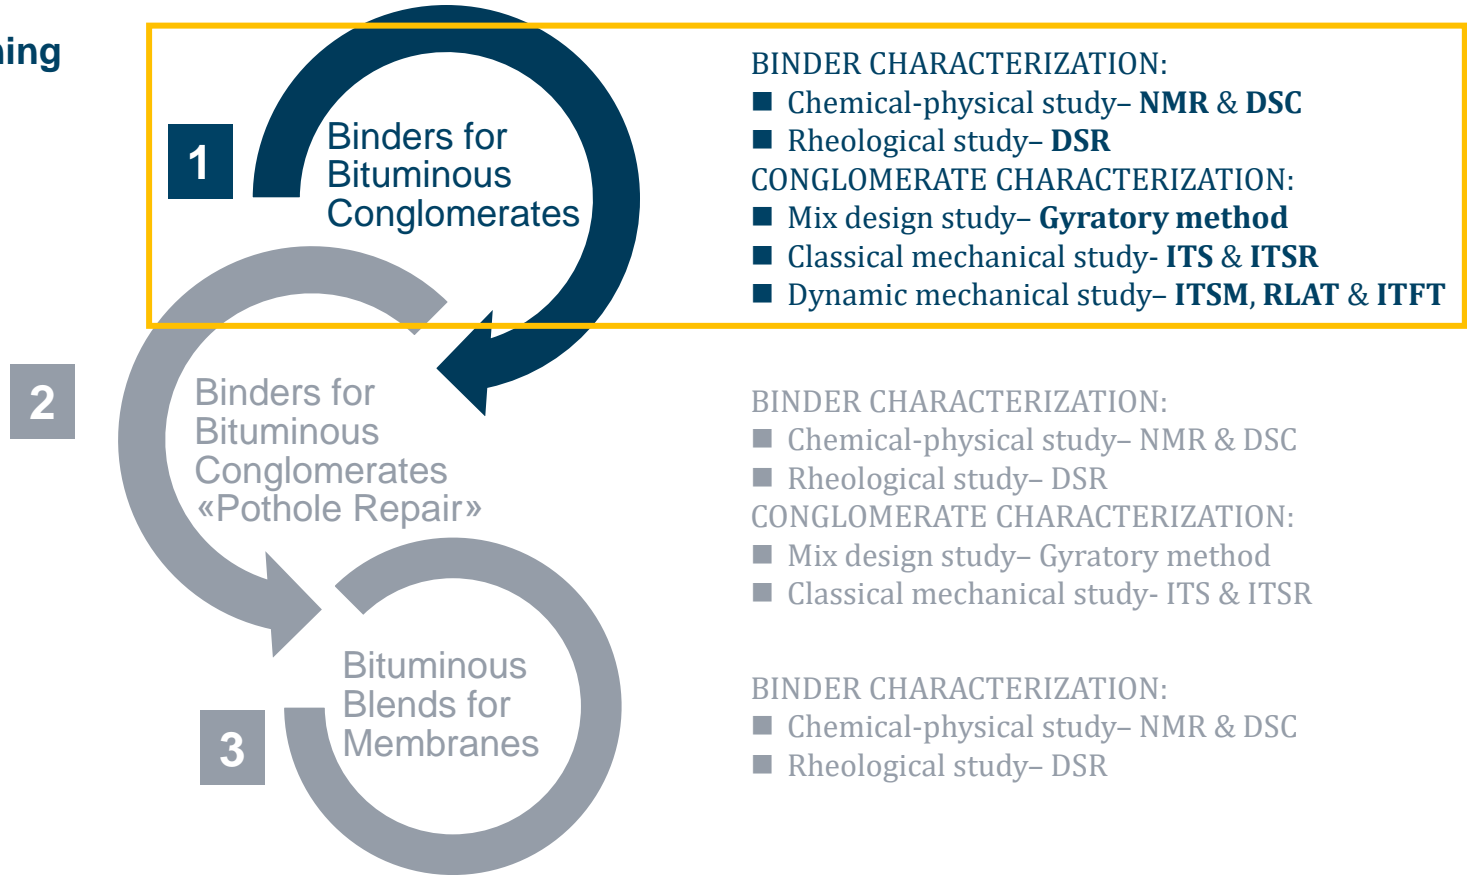 1
Binders for
Bituminous
Conglomerates
BINDER CHARACTERIZATION:
■ Chemical-physical study– NMR & DSC
■ Rheological study– DSR
CONGLOMERATE CHARACTERIZATION:
■ Mix design study– Gyratory method
■ Classical mechanical study- ITS & ITSR
■ Dynamic mechanical study– ITSM, RLAT & ITFT
2
Binders for
Bituminous
Conglomerates
«Pothole Repair»
BINDER CHARACTERIZATION:
■ Chemical-physical study– NMR & DSC
■ Rheological study– DSR
CONGLOMERATE CHARACTERIZATION:
■ Mix design study– Gyratory method
■ Classical mechanical study- ITS & ITSR
3
Bituminous
Blends for
Membranes
BINDER CHARACTERIZATION:
■ Chemical-physical study– NMR & DSC
■ Rheological study– DSR